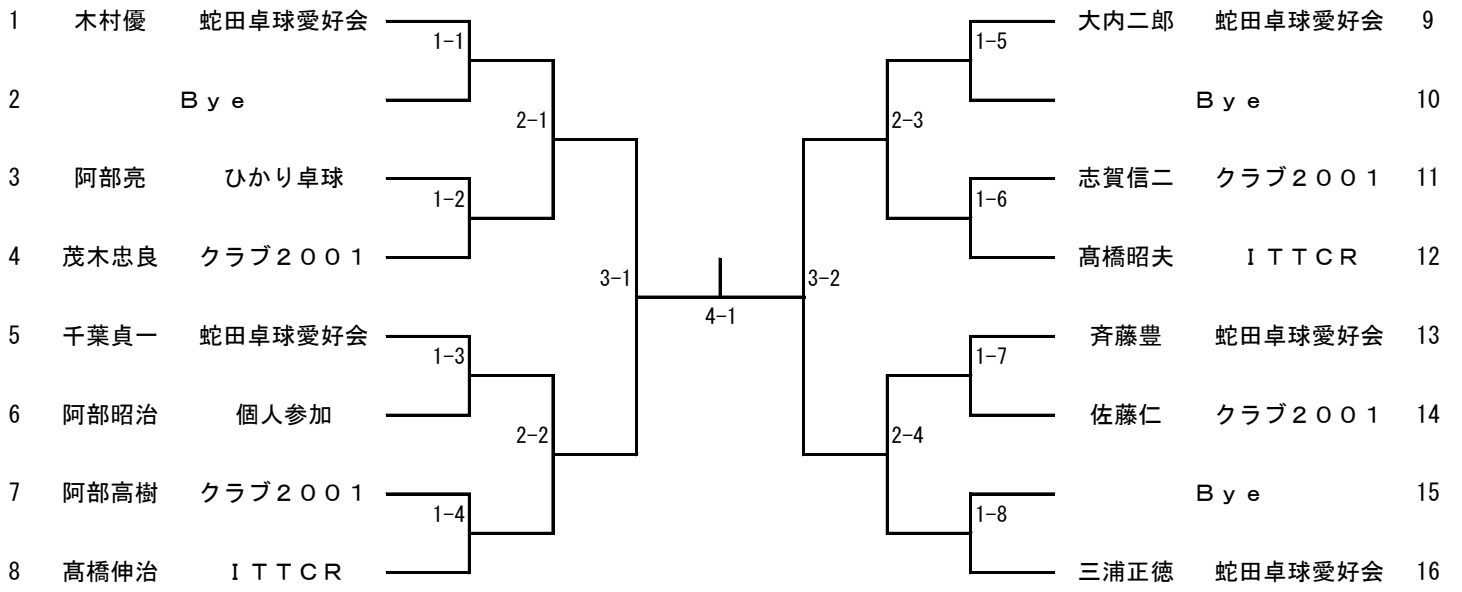 1 木村優 蛇田卓球愛好会 大内二郎 蛇田卓球愛好会 9
1-1 1-5
2 Ｂｙｅ Ｂｙｅ 10
2-1 2-3
3 阿部亮 ひかり卓球 志賀信二 クラブ２００１ 11
1-2 1-6
4 茂木忠良 クラブ２００１ 髙橋昭夫 ＩＴＴＣＲ 12
3-1 3-2
4-1
5 千葉貞一 蛇田卓球愛好会 斉藤豊 蛇田卓球愛好会 13
1-3 1-7
6 阿部昭治 個人参加 佐藤仁 クラブ２００１ 14
2-2 2-4
7 阿部高樹 クラブ２００１ Ｂｙｅ 15
1-4 1-8
8 髙橋伸治 ＩＴＴＣＲ 三浦正徳 蛇田卓球愛好会 16